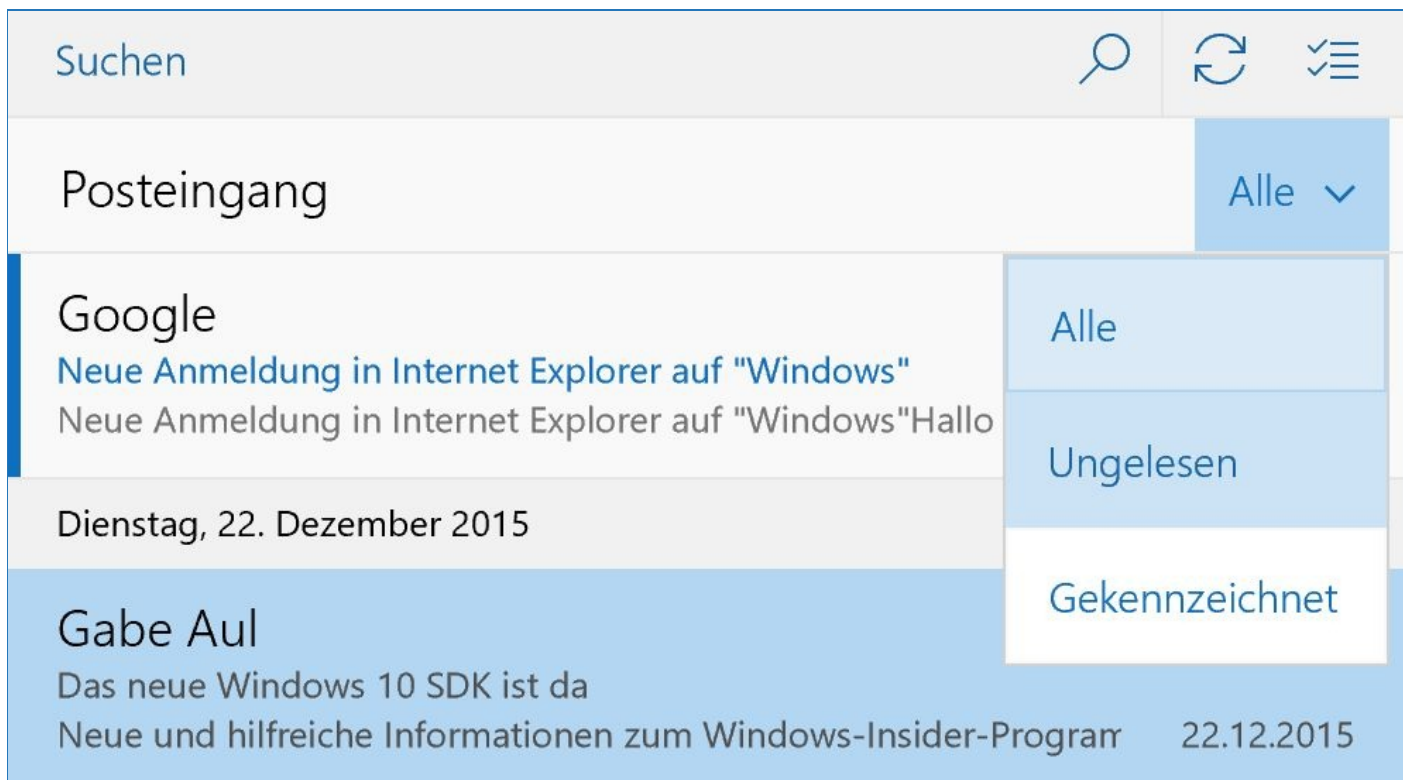 Suchen
Posteingang
Alle
Google
Neue Anmeldung in Internet Explorer auf "Windows"
Neue Anmeldung in Internet Explorer auf "Windows"Hallo
Alle
Ungelesen
Gekennzeichnet
Dienstag, 22. Dezember 2015
Gabe Aul
Das neue Windows 10 SDK ist da
Neue und hilfreiche Informationen zum Windows-Insider-Program 22.12.2015